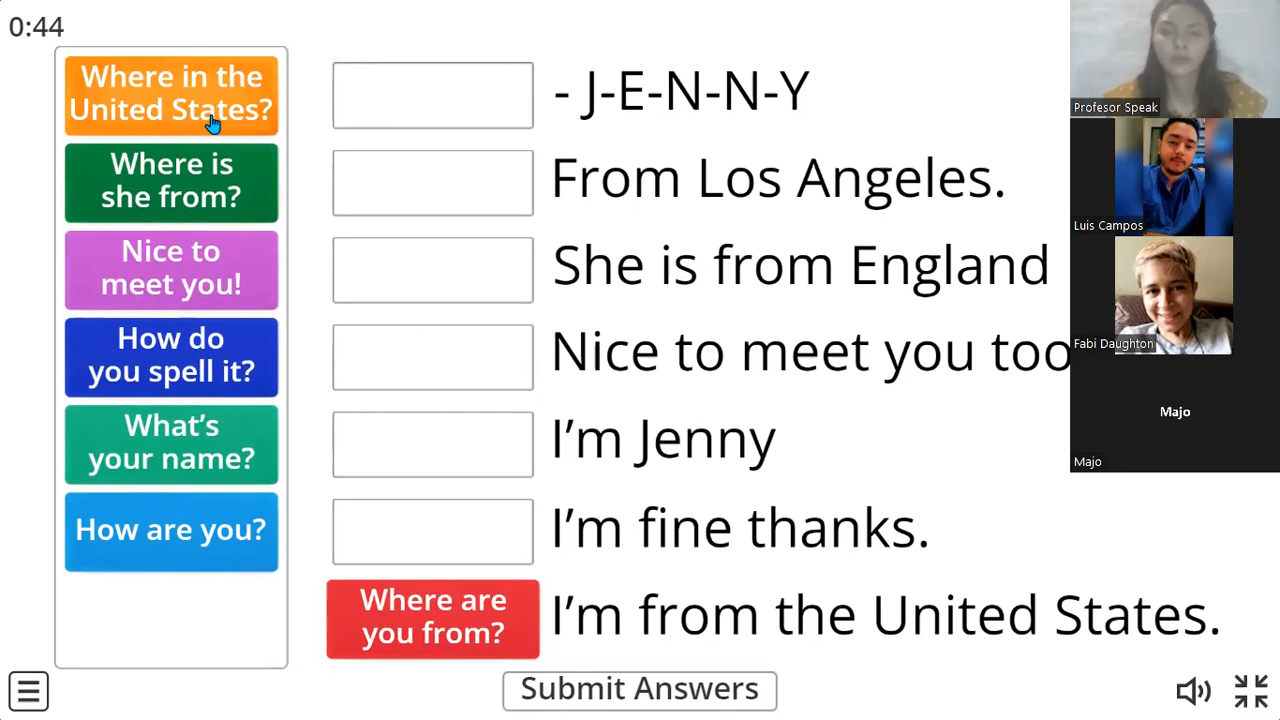 0:44
Where in the
United States?
Where is
she from?
Nice to
meet you!
How do
you spell it?
What's
your name?
How are you?
- J-E-N-N-Y
From Los Angeles.
She is from England
Nice to meet you too
I'm Jenny
I'm fine thanks.
Where are
you from?
I'm from the United States.
Submit Answers
Profesor Speak
Luis Campos
Fabi Daughton
Majo
Majo